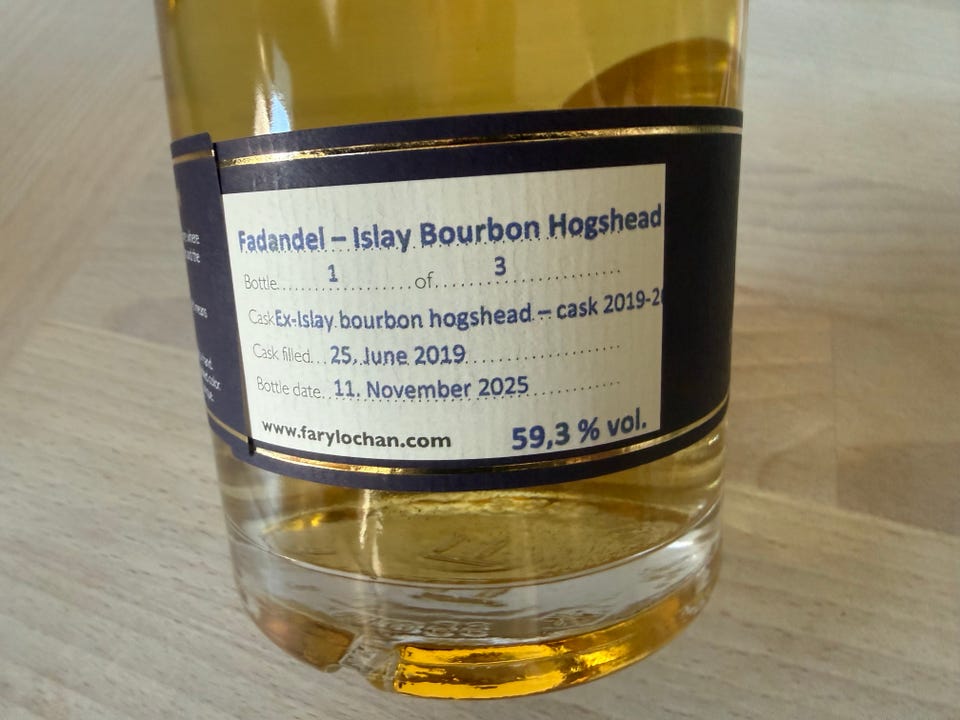 Fadandel – Islay Bourbon Hogshead
Bottle 1 of 3
Cask Ex-Islay bourbon hogshead – cask 2019-2
Cask filled 25. June 2019
Bottle date 11. November 2025
www.farylochan.com
59,3 % vol.